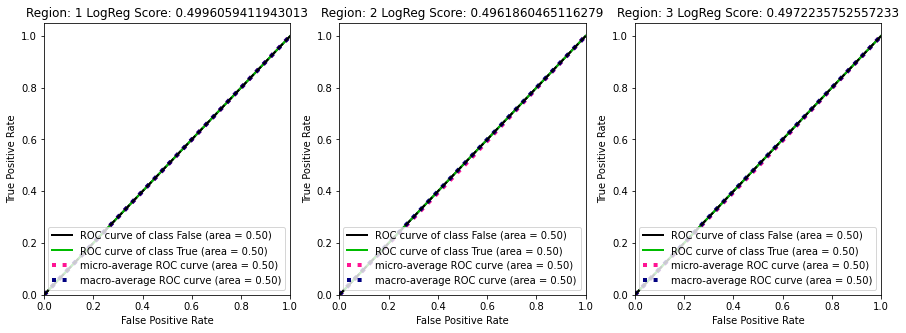 Region: 1 LogReg Score: 0.4996059411943013
Region: 2 LogReg Score: 0.4961860465116279
Region: 3 LogReg Score: 0.4972235752557233
1.0
0.8
0.6
0.4
0.2
0.0
True Positive Rate
ROC curve of class False (area = 0.50)
ROC curve of class True (area = 0.50)
micro-average ROC curve (area = 0.50)
macro-average ROC curve (area = 0.50)
0.0 0.2 0.4 0.6 0.8 1.0
False Positive Rate
1.0
0.8
0.6
0.4
0.2
0.0
True Positive Rate
ROC curve of class False (area = 0.50)
ROC curve of class True (area = 0.50)
micro-average ROC curve (area = 0.50)
macro-average ROC curve (area = 0.50)
0.0 0.2 0.4 0.6 0.8 1.0
False Positive Rate
1.0
0.8
0.6
0.4
0.2
0.0
True Positive Rate
ROC curve of class False (area = 0.50)
ROC curve of class True (area = 0.50)
micro-average ROC curve (area = 0.50)
macro-average ROC curve (area = 0.50)
0.0 0.2 0.4 0.6 0.8 1.0
False Positive Rate